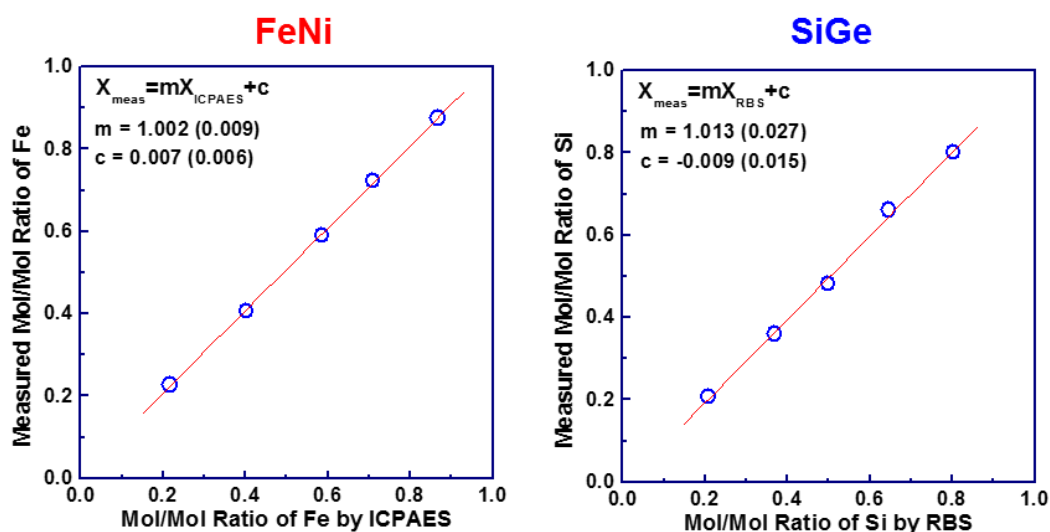 FeNi
X_meas=mX_ICPAES+c
m = 1.002 (0.009)
c = 0.007 (0.006)
Measured Mol/Mol Ratio of Fe
1.0
0.8
0.6
0.4
0.2
0.0
0.0 0.2 0.4 0.6 0.8 1.0
Mol/Mol Ratio of Fe by ICPAES
SiGe
X_meas=mX_RBS+c
m = 1.013 (0.027)
c = -0.009 (0.015)
Measured Mol/Mol Ratio of Si
1.0
0.8
0.6
0.4
0.2
0.0
0.0 0.2 0.4 0.6 0.8 1.0
Mol/Mol Ratio of Si by RBS